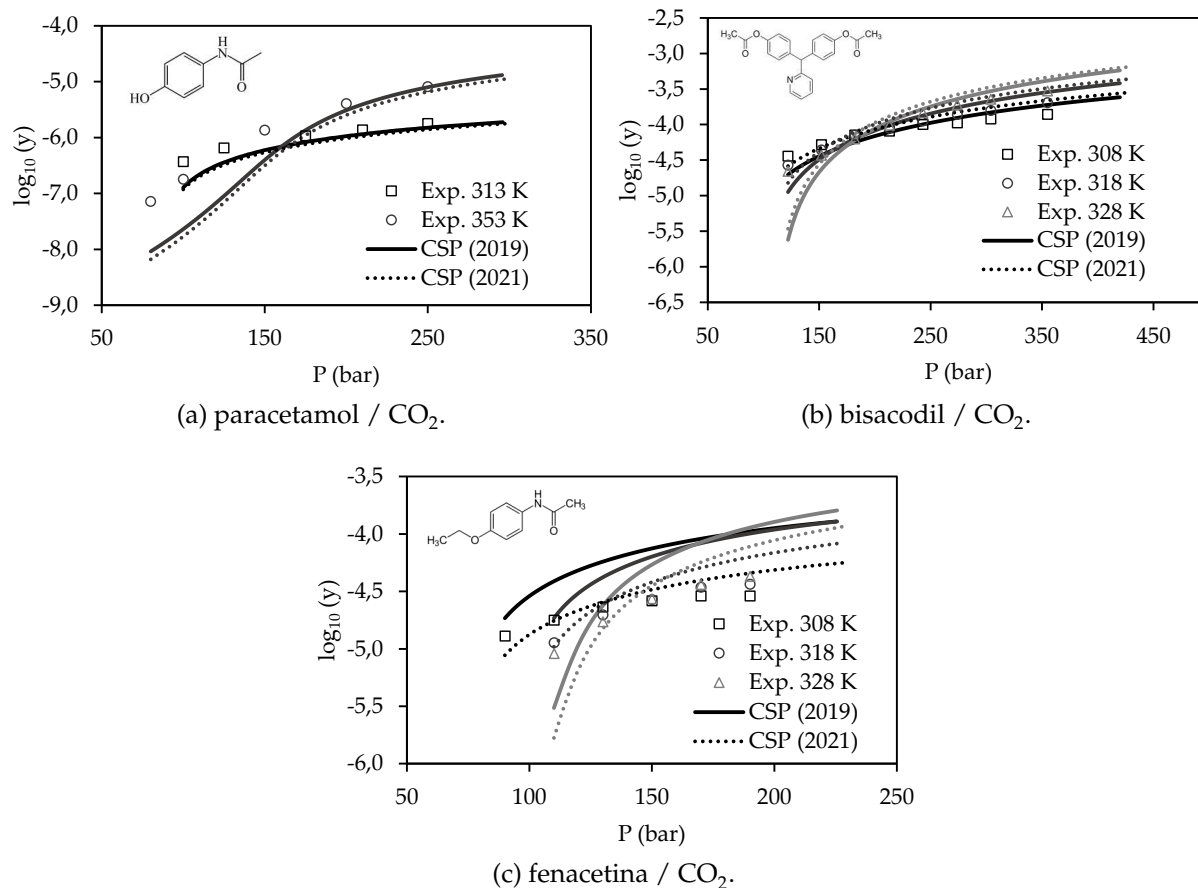 -4,0
-5,0
-6,0
-7,0
-8,0
-9,0
log₁₀ (y)
H
N
O
HO
Exp. 313 K
Exp. 353 K
CSP (2019)
CSP (2021)
50 150 250 350
P (bar)
(a) paracetamol / CO₂.
-2,5
-3,0
-3,5
-4,0
-4,5
-5,0
-5,5
-6,0
-6,5
log₁₀ (y)
H₃C O O CH₃
O O
N
Exp. 308 K
Exp. 318 K
Exp. 328 K
CSP (2019)
CSP (2021)
50 150 250 350 450
P (bar)
(b) bisacodil / CO₂.
-3,5
-4,0
-4,5
-5,0
-5,5
-6,0
log₁₀ (y)
H
N CH₃
O
H₃C O
Exp. 308 K
Exp. 318 K
Exp. 328 K
CSP (2019)
CSP (2021)
50 100 150 200 250
P (bar)
(c) fenacetina / CO₂.